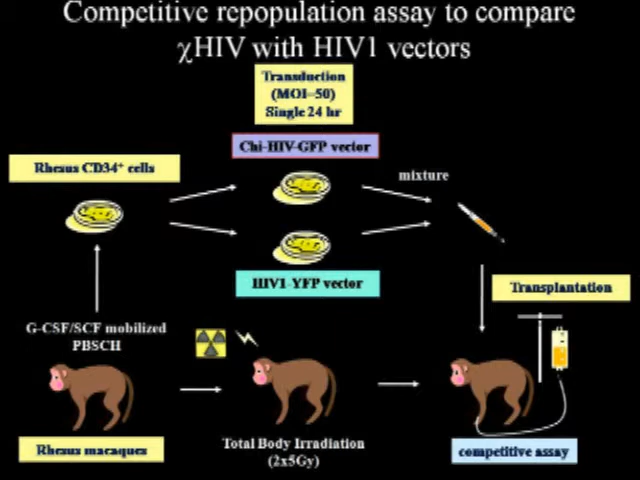 Competitive repopulation assay to compare
χHIV with HIV1 vectors
Transduction
(MOI=50)
Single 24 hr
Chi-HIV-GFP vector
Rhesus CD34⁺ cells
mixture
HIV1-YFP vector
Transplantation
G-CSF/SCF mobilized
PBSCH
Rhesus macaques
Total Body Irradiation
(2x5Gy)
competitive assay